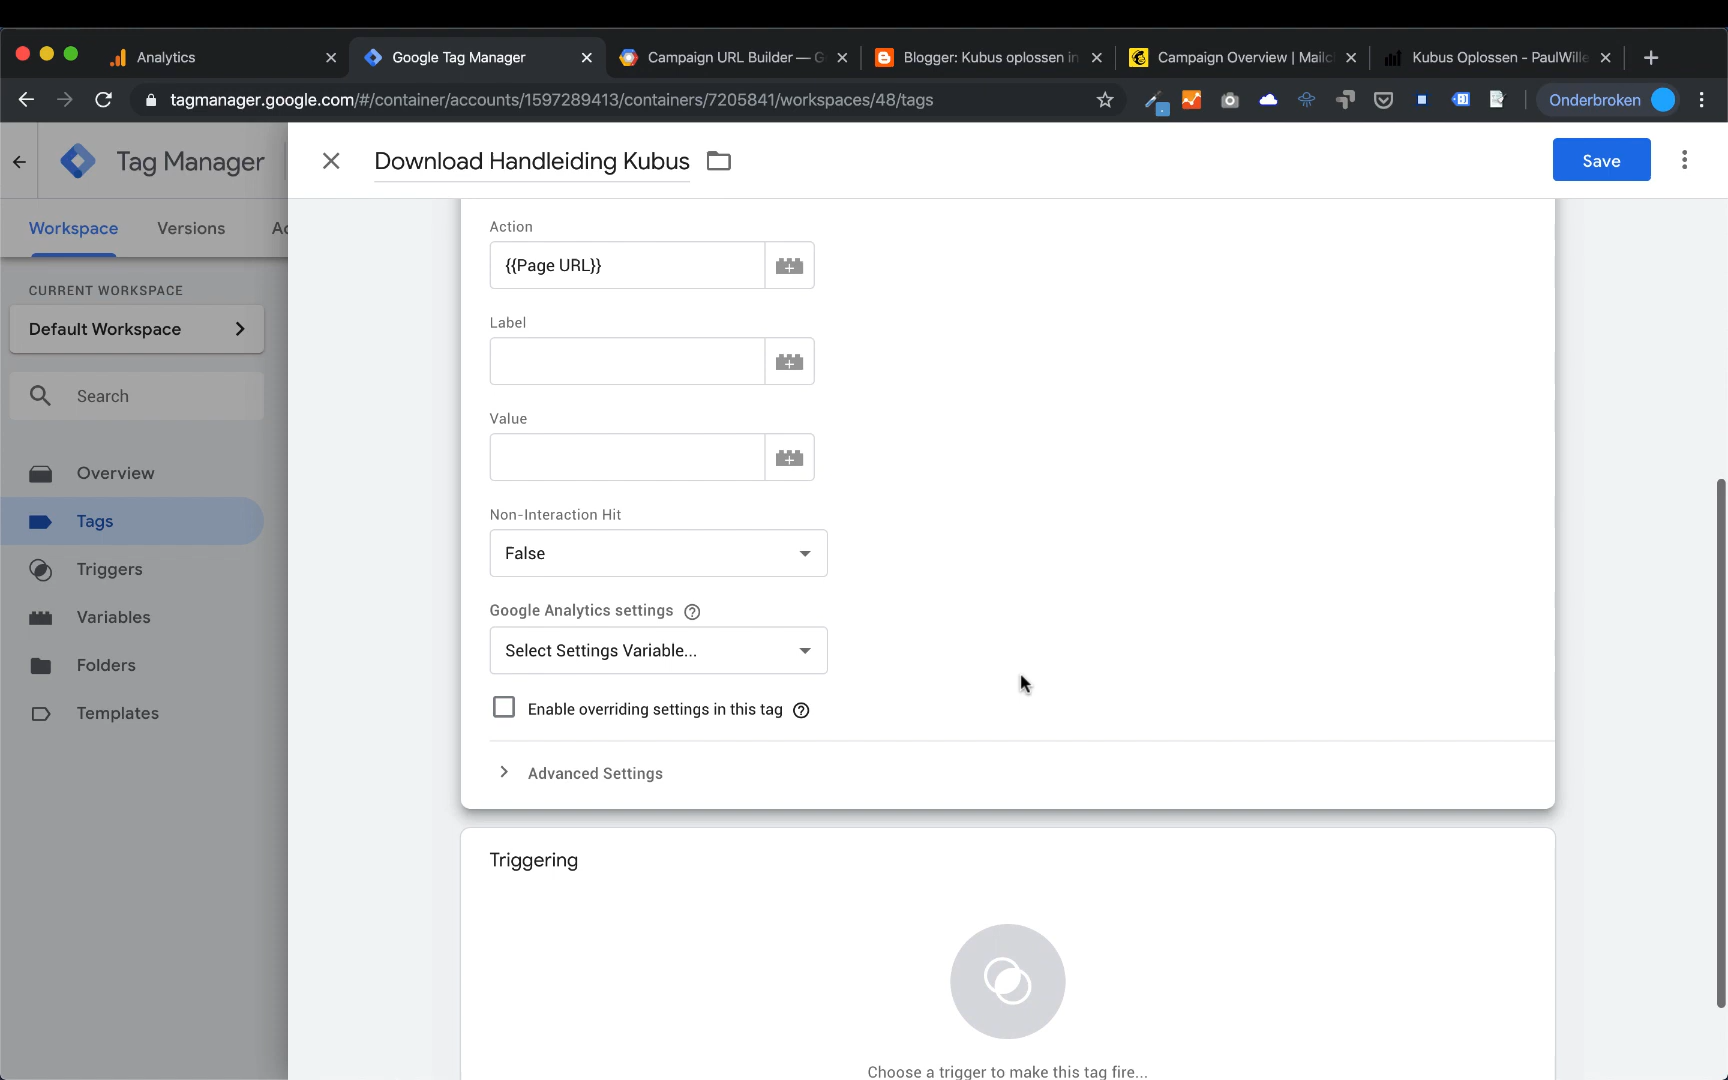 Analytics
Google Tag Manager
Campaign URL Builder — G
Blogger: Kubus oplossen in
Campaign Overview | Mailc
Kubus Oplossen - PaulWille
tagmanager.google.com/#/container/accounts/1597289413/containers/7205841/workspaces/48/tags
Onderbroken
Tag Manager
Download Handleiding Kubus
Save
Workspace
Versions
Ad
CURRENT WORKSPACE
Default Workspace
Search
Overview
Tags
Triggers
Variables
Folders
Templates
Action
{{Page URL}}
Label
Value
Non-Interaction Hit
False
Google Analytics settings
Select Settings Variable...
Enable overriding settings in this tag
Advanced Settings
Triggering
Choose a trigger to make this tag fire...